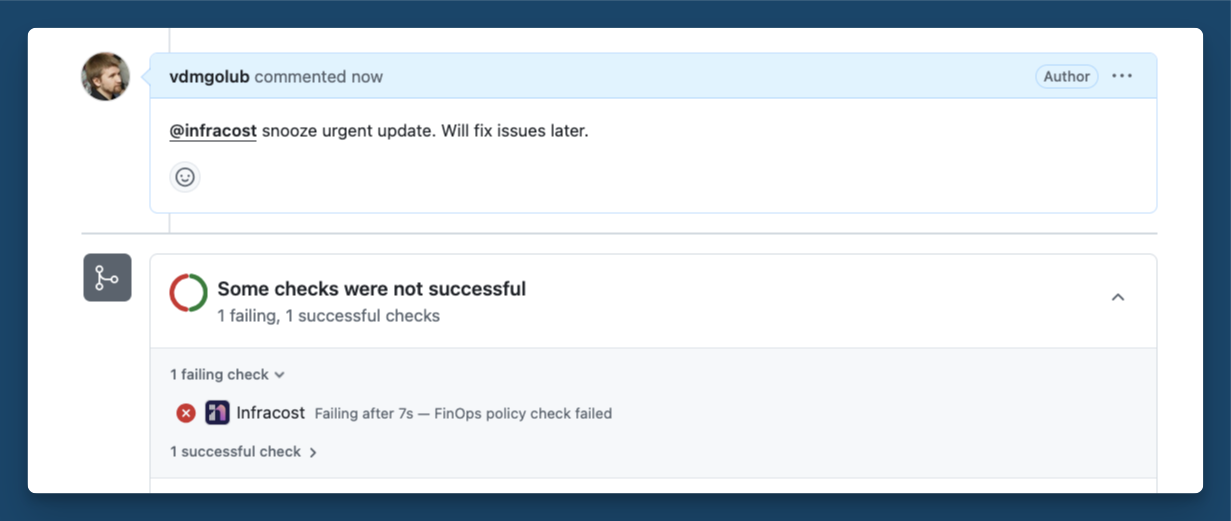 vdmgolub commented now
Author
@infracost snooze urgent update. Will fix issues later.
Some checks were not successful
1 failing, 1 successful checks
1 failing check
Infracost Failing after 7s — FinOps policy check failed
1 successful check